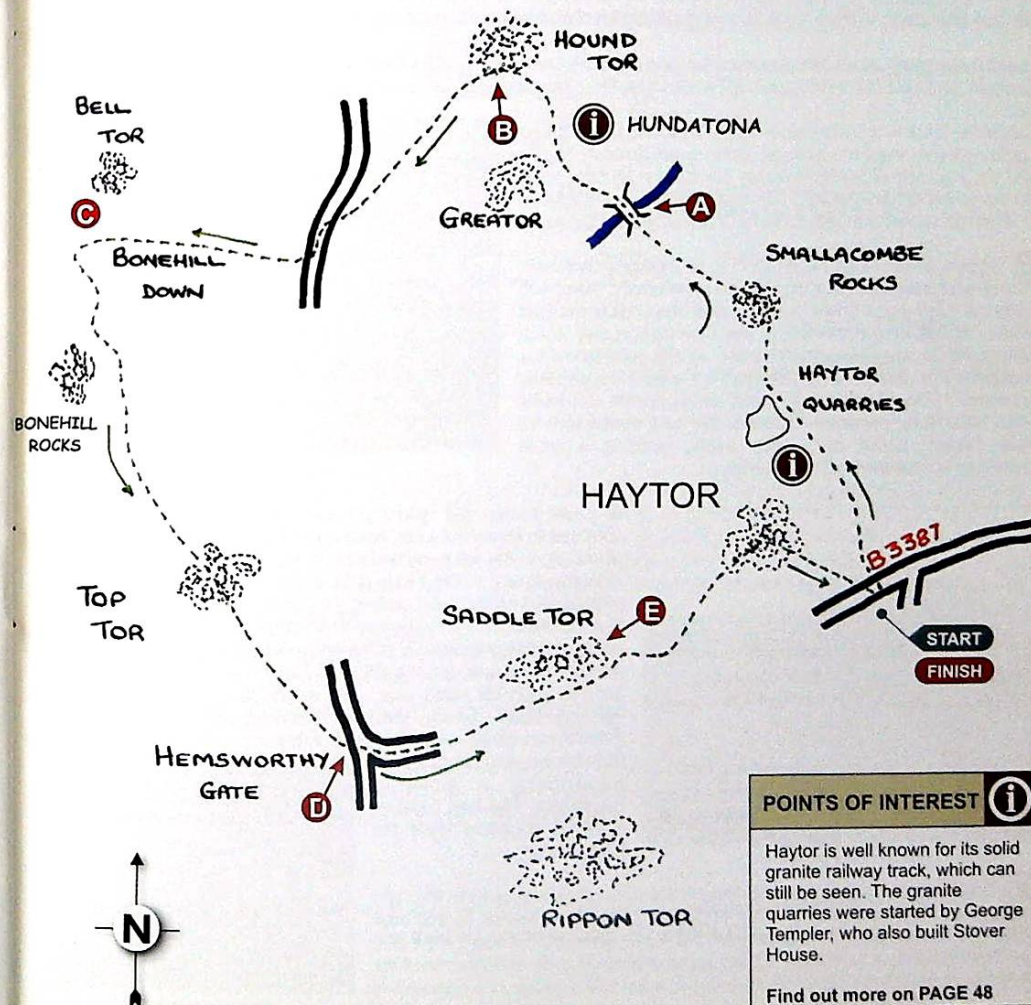 HOUND
TOR
BELL
TOR
B
i HUNDATONA
C
GREATOR
A
BONEHILL
DOWN
SMALLACOMBE
ROCKS
HAYTOR
QUARRIES
BONEHILL
ROCKS
i
HAYTOR
B3387
TOP
TOR
SADDLE TOR
E
START
FINISH
HEMSWORTHY
GATE
D
RIPPON TOR
N
POINTS OF INTEREST i
Haytor is well known for its solid
granite railway track, which can
still be seen. The granite
quarries were started by George
Templer, who also built Stover
House.
Find out more on PAGE 48